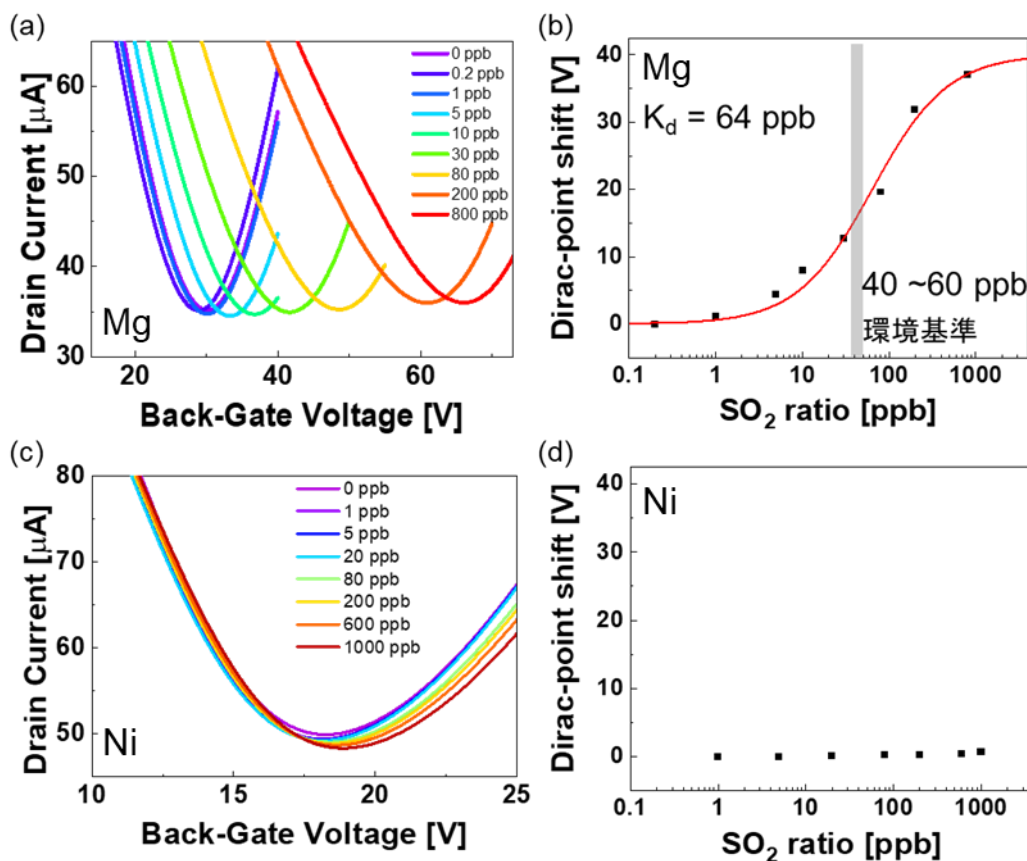 (a)
60
50
40
30
20
40
60
Drain Current [μA]
Back-Gate Voltage [V]
Mg
0 ppb
0.2 ppb
1 ppb
5 ppb
10 ppb
30 ppb
80 ppb
200 ppb
800 ppb
(b)
40
30
20
10
0
0.1
1
10
100
1000
Dirac-point shift [V]
SO₂ ratio [ppb]
Mg
K_d = 64 ppb
40 ~60 ppb
環境基準
(c)
80
70
60
50
10
15
20
25
Drain Current [μA]
Back-Gate Voltage [V]
Ni
0 ppb
1 ppb
5 ppb
20 ppb
80 ppb
200 ppb
600 ppb
1000 ppb
(d)
40
30
20
10
0
0.1
1
10
100
1000
Dirac-point shift [V]
SO₂ ratio [ppb]
Ni